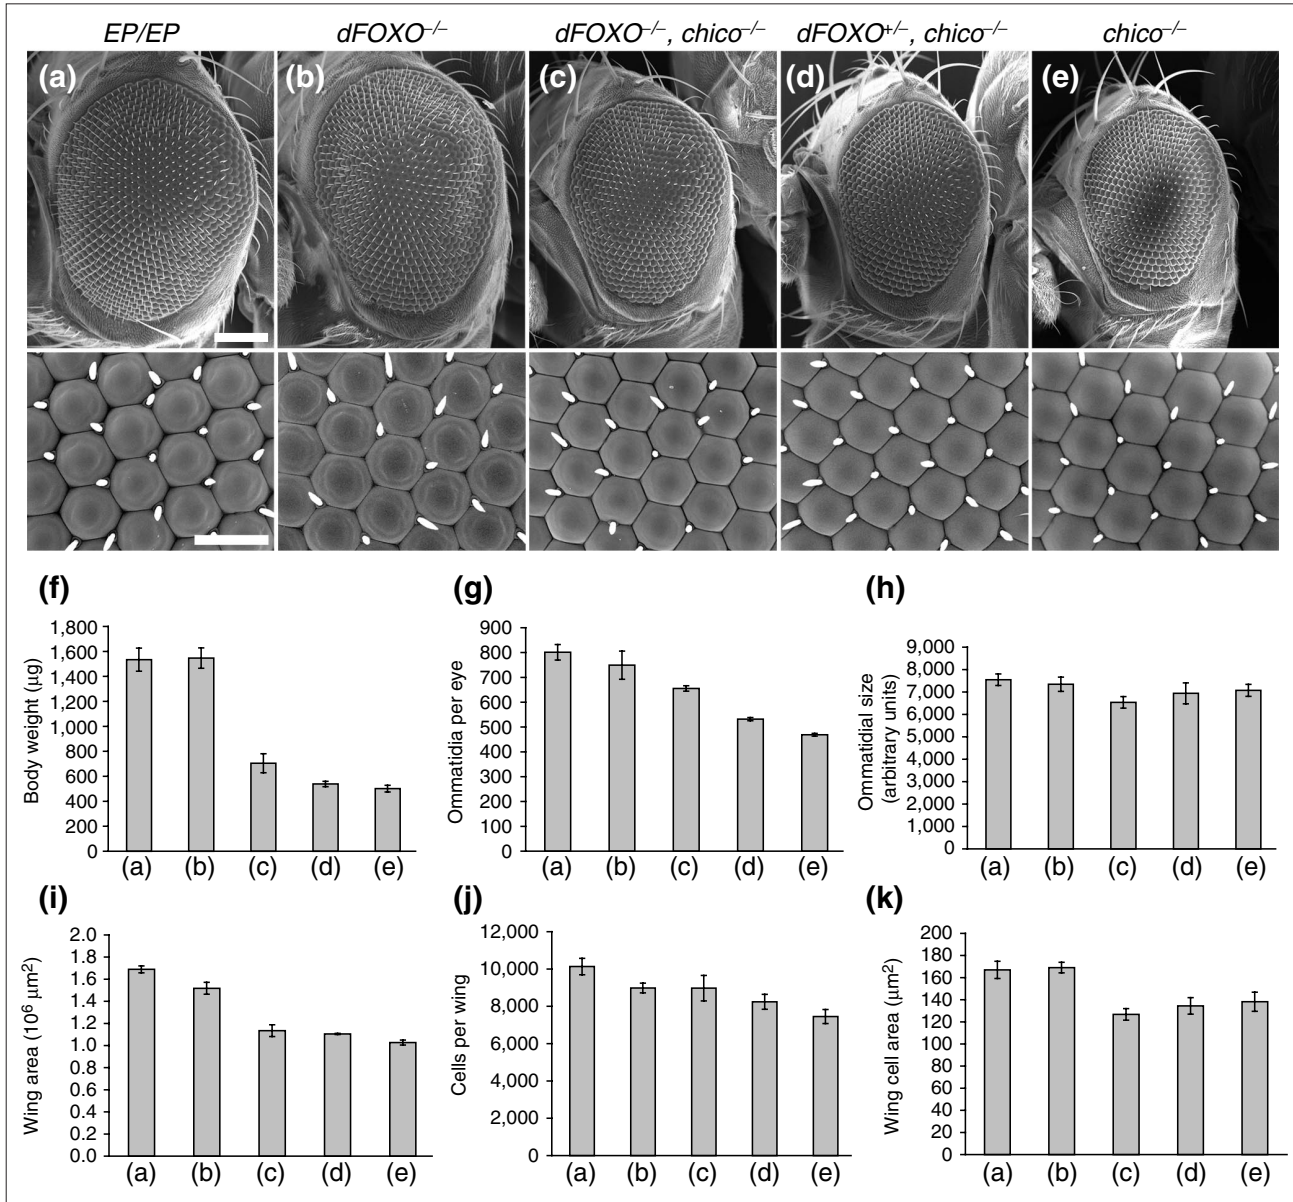 EP/EP dFOXO−/− dFOXO−/−, chico−/− dFOXO+/−, chico−/− chico−/−
(a) (b) (c) (d) (e)
(f)
Body weight (μg)
1,800
1,600
1,400
1,200
1,000
800
600
400
200
0
(a) (b) (c) (d) (e)
(g)
Ommatidia per eye
900
800
700
600
500
400
300
200
100
0
(a) (b) (c) (d) (e)
(h)
Ommatidial size
(arbitrary units)
9,000
8,000
7,000
6,000
5,000
4,000
3,000
2,000
1,000
0
(a) (b) (c) (d) (e)
(i)
Wing area (10⁶ μm²)
2.0
1.8
1.6
1.4
1.2
1.0
0.8
0.6
0.4
0.2
0.0
(a) (b) (c) (d) (e)
(j)
Cells per wing
12,000
10,000
8,000
6,000
4,000
2,000
0
(a) (b) (c) (d) (e)
(k)
Wing cell area (μm²)
200
180
160
140
120
100
80
60
40
20
0
(a) (b) (c) (d) (e)